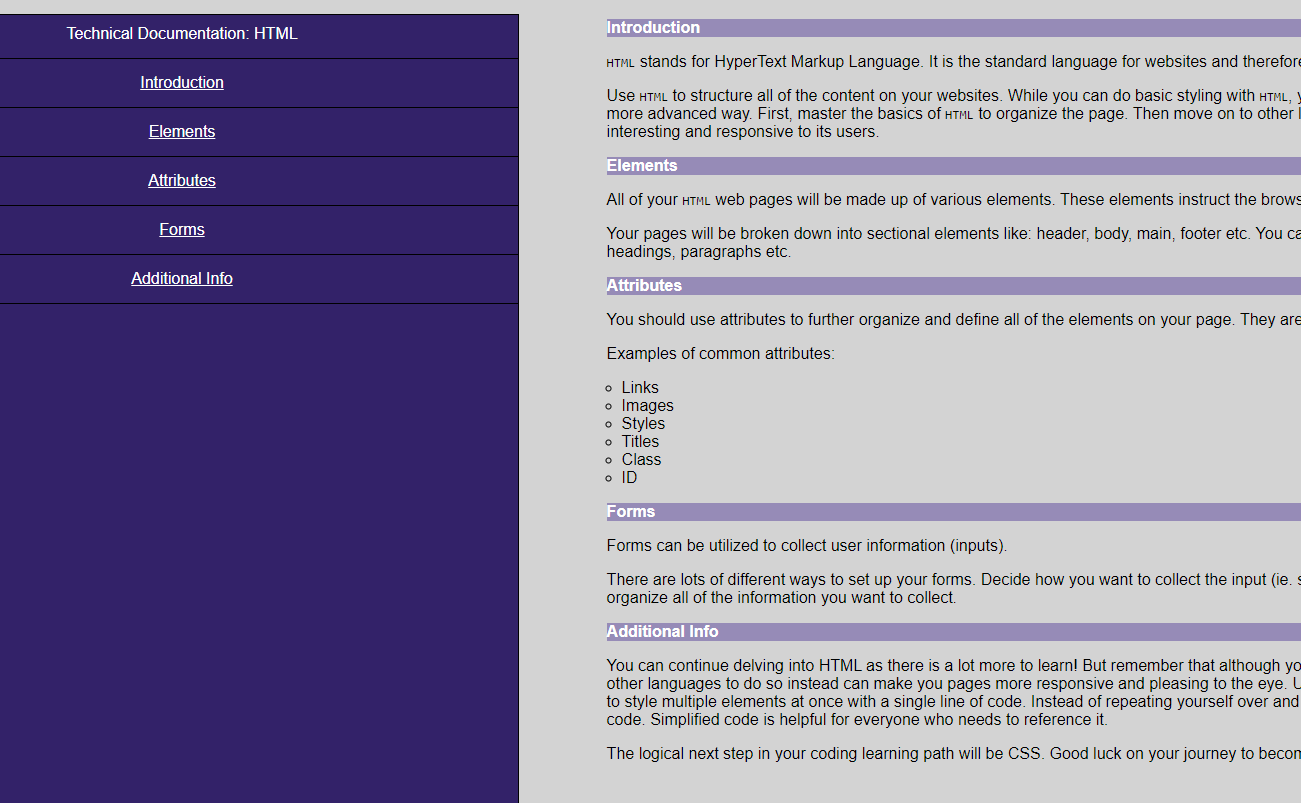 Technical Documentation: HTML
Introduction
Elements
Attributes
Forms
Additional Info
Introduction
HTML stands for HyperText Markup Language. It is the standard language for websites and therefore
Use HTML to structure all of the content on your websites. While you can do basic styling with HTML,
more advanced way. First, master the basics of HTML to organize the page. Then move on to other
interesting and responsive to its users.
Elements
All of your HTML web pages will be made up of various elements. These elements instruct the brows
Your pages will be broken down into sectional elements like: header, body, main, footer etc. You ca
headings, paragraphs etc.
Attributes
You should use attributes to further organize and define all of the elements on your page. They are
Examples of common attributes:
Links
Images
Styles
Titles
Class
ID
Forms
Forms can be utilized to collect user information (inputs).
There are lots of different ways to set up your forms. Decide how you want to collect the input (ie. s
organize all of the information you want to collect.
Additional Info
You can continue delving into HTML as there is a lot more to learn! But remember that although yo
other languages to do so instead can make you pages more responsive and pleasing to the eye. U
to style multiple elements at once with a single line of code. Instead of repeating yourself over and
code. Simplified code is helpful for everyone who needs to reference it.
The logical next step in your coding learning path will be CSS. Good luck on your journey to becom